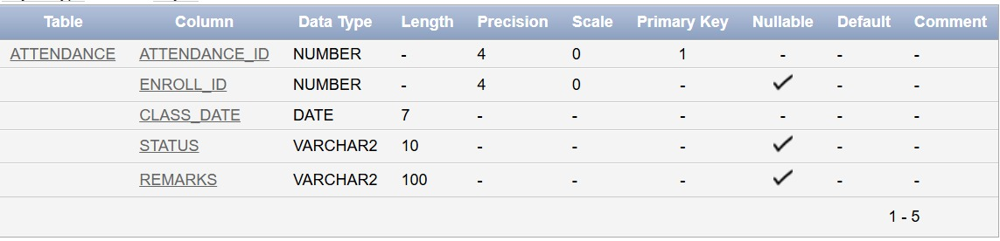 Table Column Data Type Length Precision Scale Primary Key Nullable Default Comment
ATTENDANCE ATTENDANCE_ID NUMBER - 4 0 1 - - -
ENROLL_ID NUMBER - 4 0 - ✓ - -
CLASS_DATE DATE 7 - - - - - -
STATUS VARCHAR2 10 - - - ✓ - -
REMARKS VARCHAR2 100 - - - ✓ - -
1 - 5